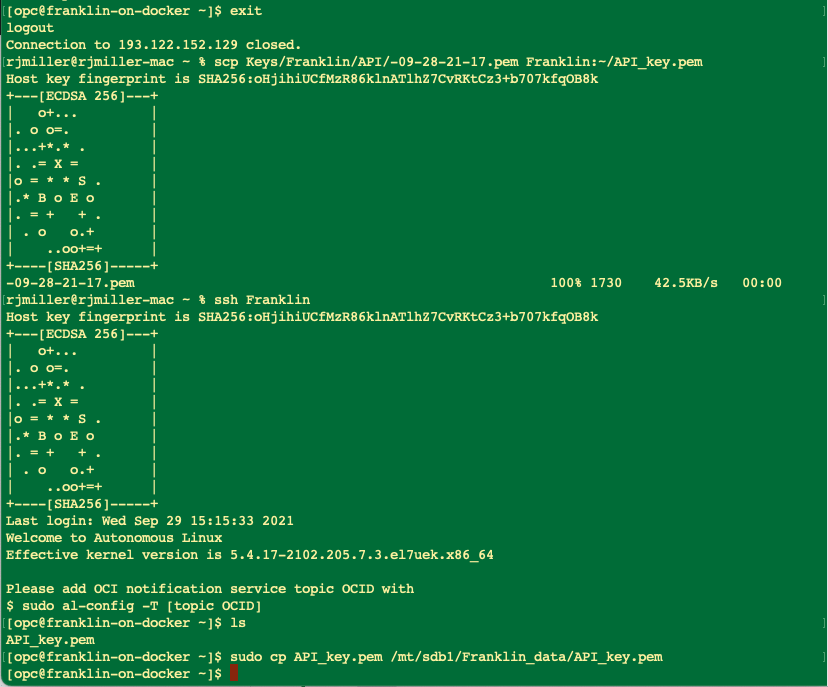 [opc@franklin-on-docker ~]$ exit
logout
Connection to 193.122.152.129 closed.
rjmiller@rjmiller-mac ~ % scp Keys/Franklin/API/-09-28-21-17.pem Franklin:~/API_key.pem
Host key fingerprint is SHA256:oHjihiUCfMzR86klnATlhZ7CvRKtCz3+b707kfqOB8k
+---[ECDSA 256]---+
|   o+...         |
|. o o=.          |
|...+*.* .        |
|. .= X =         |
|o = * * S .      |
|.* B o E o       |
|. = +   + .      |
| . o   o.+       |
|    ..oo+=+      |
+----[SHA256]-----+
-09-28-21-17.pem 100% 1730 42.5KB/s 00:00
rjmiller@rjmiller-mac ~ % ssh Franklin
Host key fingerprint is SHA256:oHjihiUCfMzR86klnATlhZ7CvRKtCz3+b707kfqOB8k
+---[ECDSA 256]---+
|   o+...         |
|. o o=.          |
|...+*.* .        |
|. .= X =         |
|o = * * S .      |
|.* B o E o       |
|. = +   + .      |
| . o   o.+       |
|    ..oo+=+      |
+----[SHA256]-----+
Last login: Wed Sep 29 15:15:33 2021
Welcome to Autonomous Linux
Effective kernel version is 5.4.17-2102.205.7.3.el7uek.x86_64
Please add OCI notification service topic OCID with
$ sudo al-config -T [topic OCID]
[opc@franklin-on-docker ~]$ ls
API_key.pem
[opc@franklin-on-docker ~]$ sudo cp API_key.pem /mt/sdb1/Franklin_data/API_key.pem
[opc@franklin-on-docker ~]$